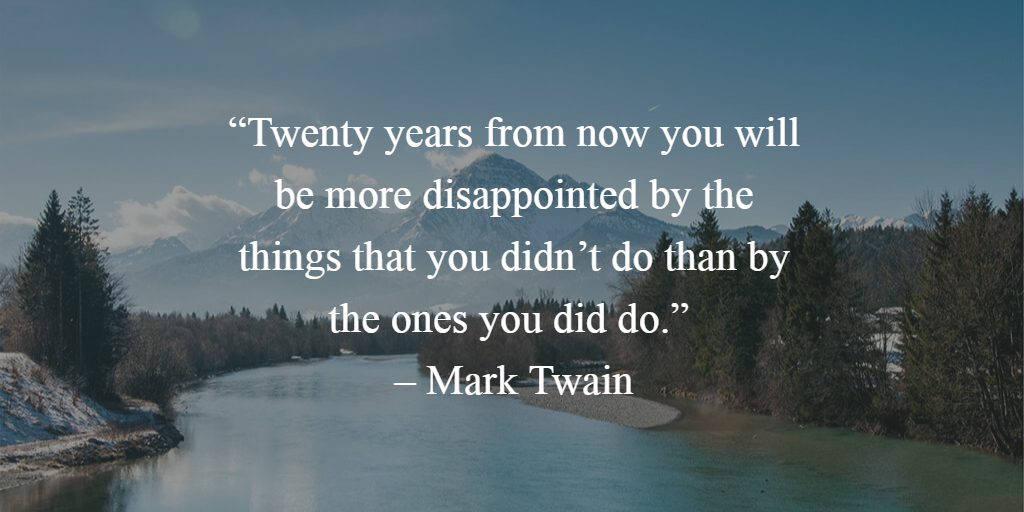 “Twenty years from now you will
be more disappointed by the
things that you didn’t do than by
the ones you did do.”
– Mark Twain